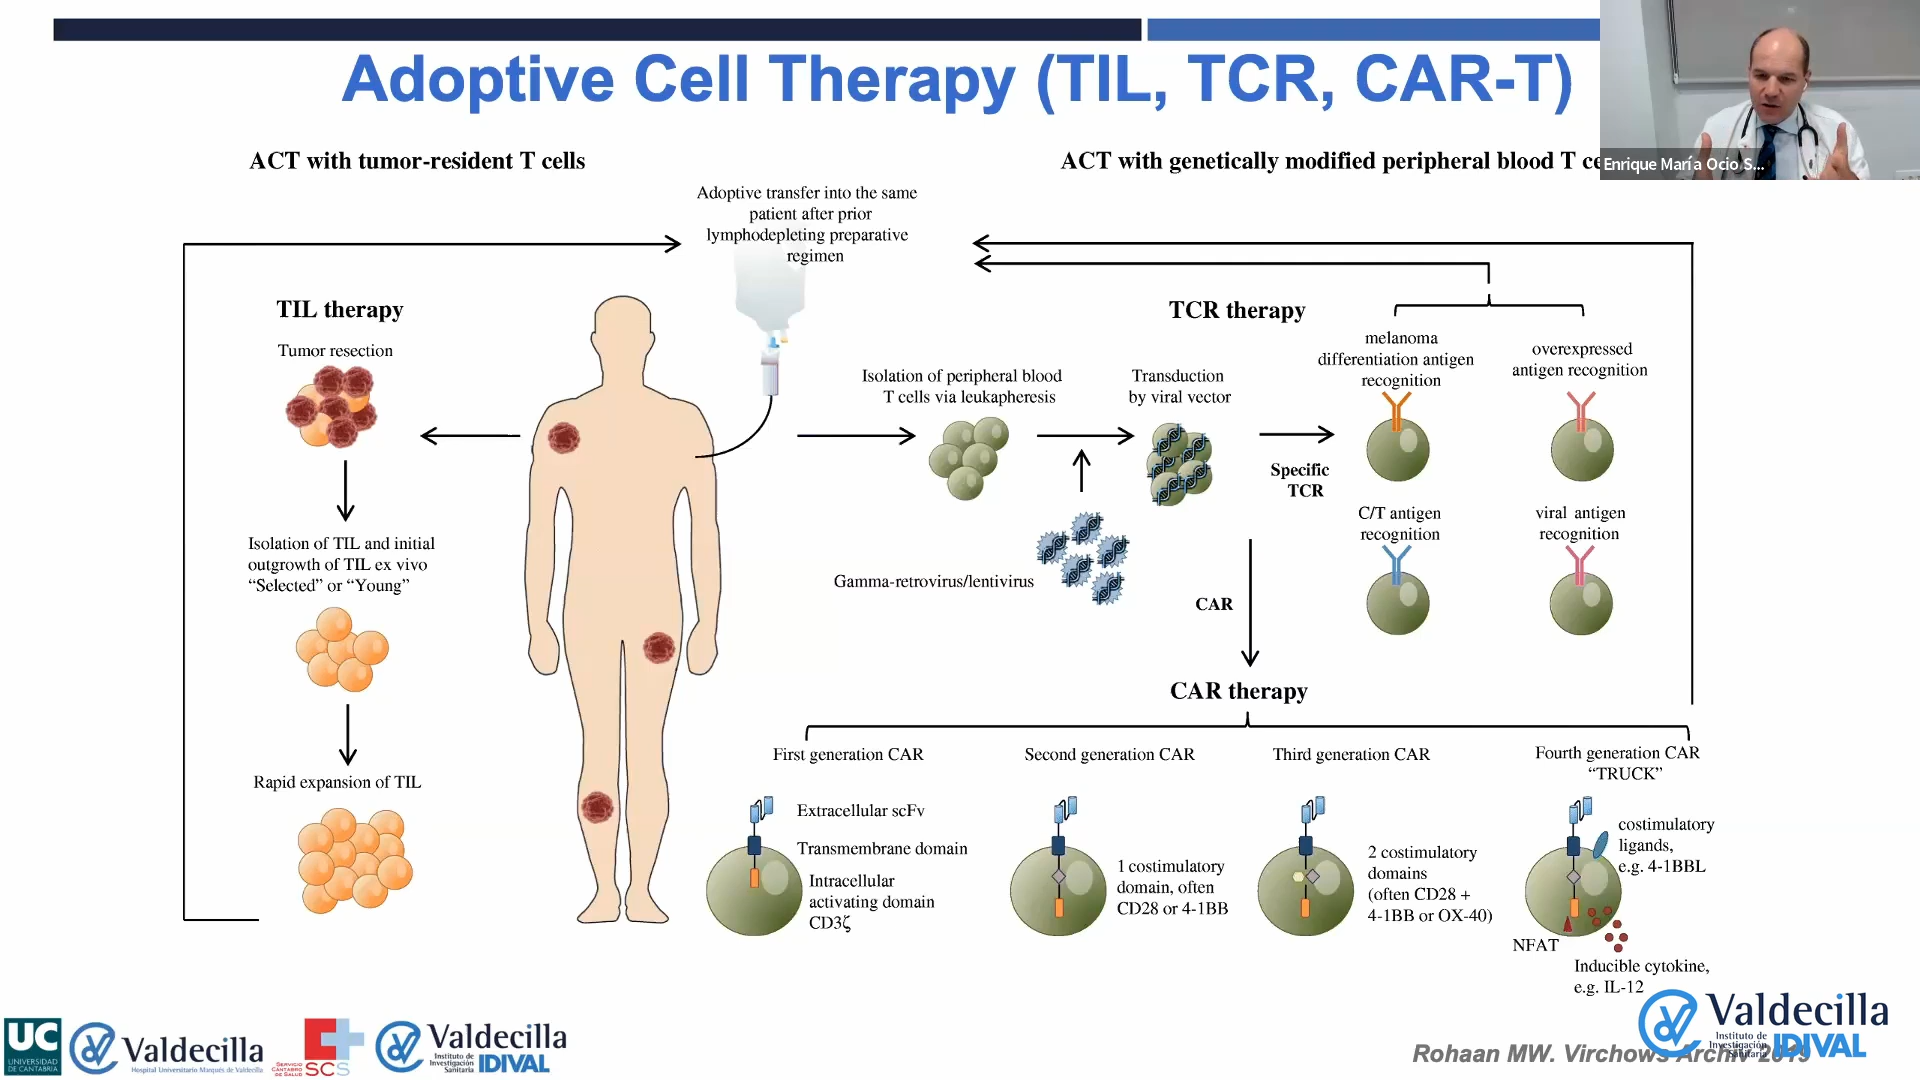 Adoptive Cell Therapy (TIL, TCR, CAR-T)
Enrique María Ocio S...
ACT with tumor-resident T cells
ACT with genetically modified peripheral blood T ce
Adoptive transfer into the same
patient after prior
lymphodepleting preparative
regimen
TIL therapy
Tumor resection
Isolation of TIL and initial
outgrowth of TIL ex vivo
“Selected” or “Young”
Rapid expansion of TIL
Isolation of peripheral blood
T cells via leukapheresis
Transduction
by viral vector
Gamma-retrovirus/lentivirus
TCR therapy
Specific
TCR
melanoma
differentiation antigen
recognition
overexpressed
antigen recognition
C/T antigen
recognition
viral antigen
recognition
CAR
CAR therapy
First generation CAR
Extracellular scFv
Transmembrane domain
Intracellular
activating domain
CD3ζ
Second generation CAR
1 costimulatory
domain, often
CD28 or 4-1BB
Third generation CAR
2 costimulatory
domains
(often CD28 +
4-1BB or OX-40)
Fourth generation CAR
“TRUCK”
costimulatory
ligands,
e.g. 4-1BBL
NFAT
Inducible cytokine,
e.g. IL-12
UC
UNIVERSIDAD
DE CANTABRIA
Valdecilla
Hospital Universitario Marqués de Valdecilla
SERVICIO
CÁNTABRO
DE SALUD
SCS
Valdecilla
Instituto de
Investigación
Sanitaria
IDIVAL
Rohaan MW. Virchows Archiv 2019
Valdecilla
Instituto de
Investigación
Sanitaria
IDIVAL